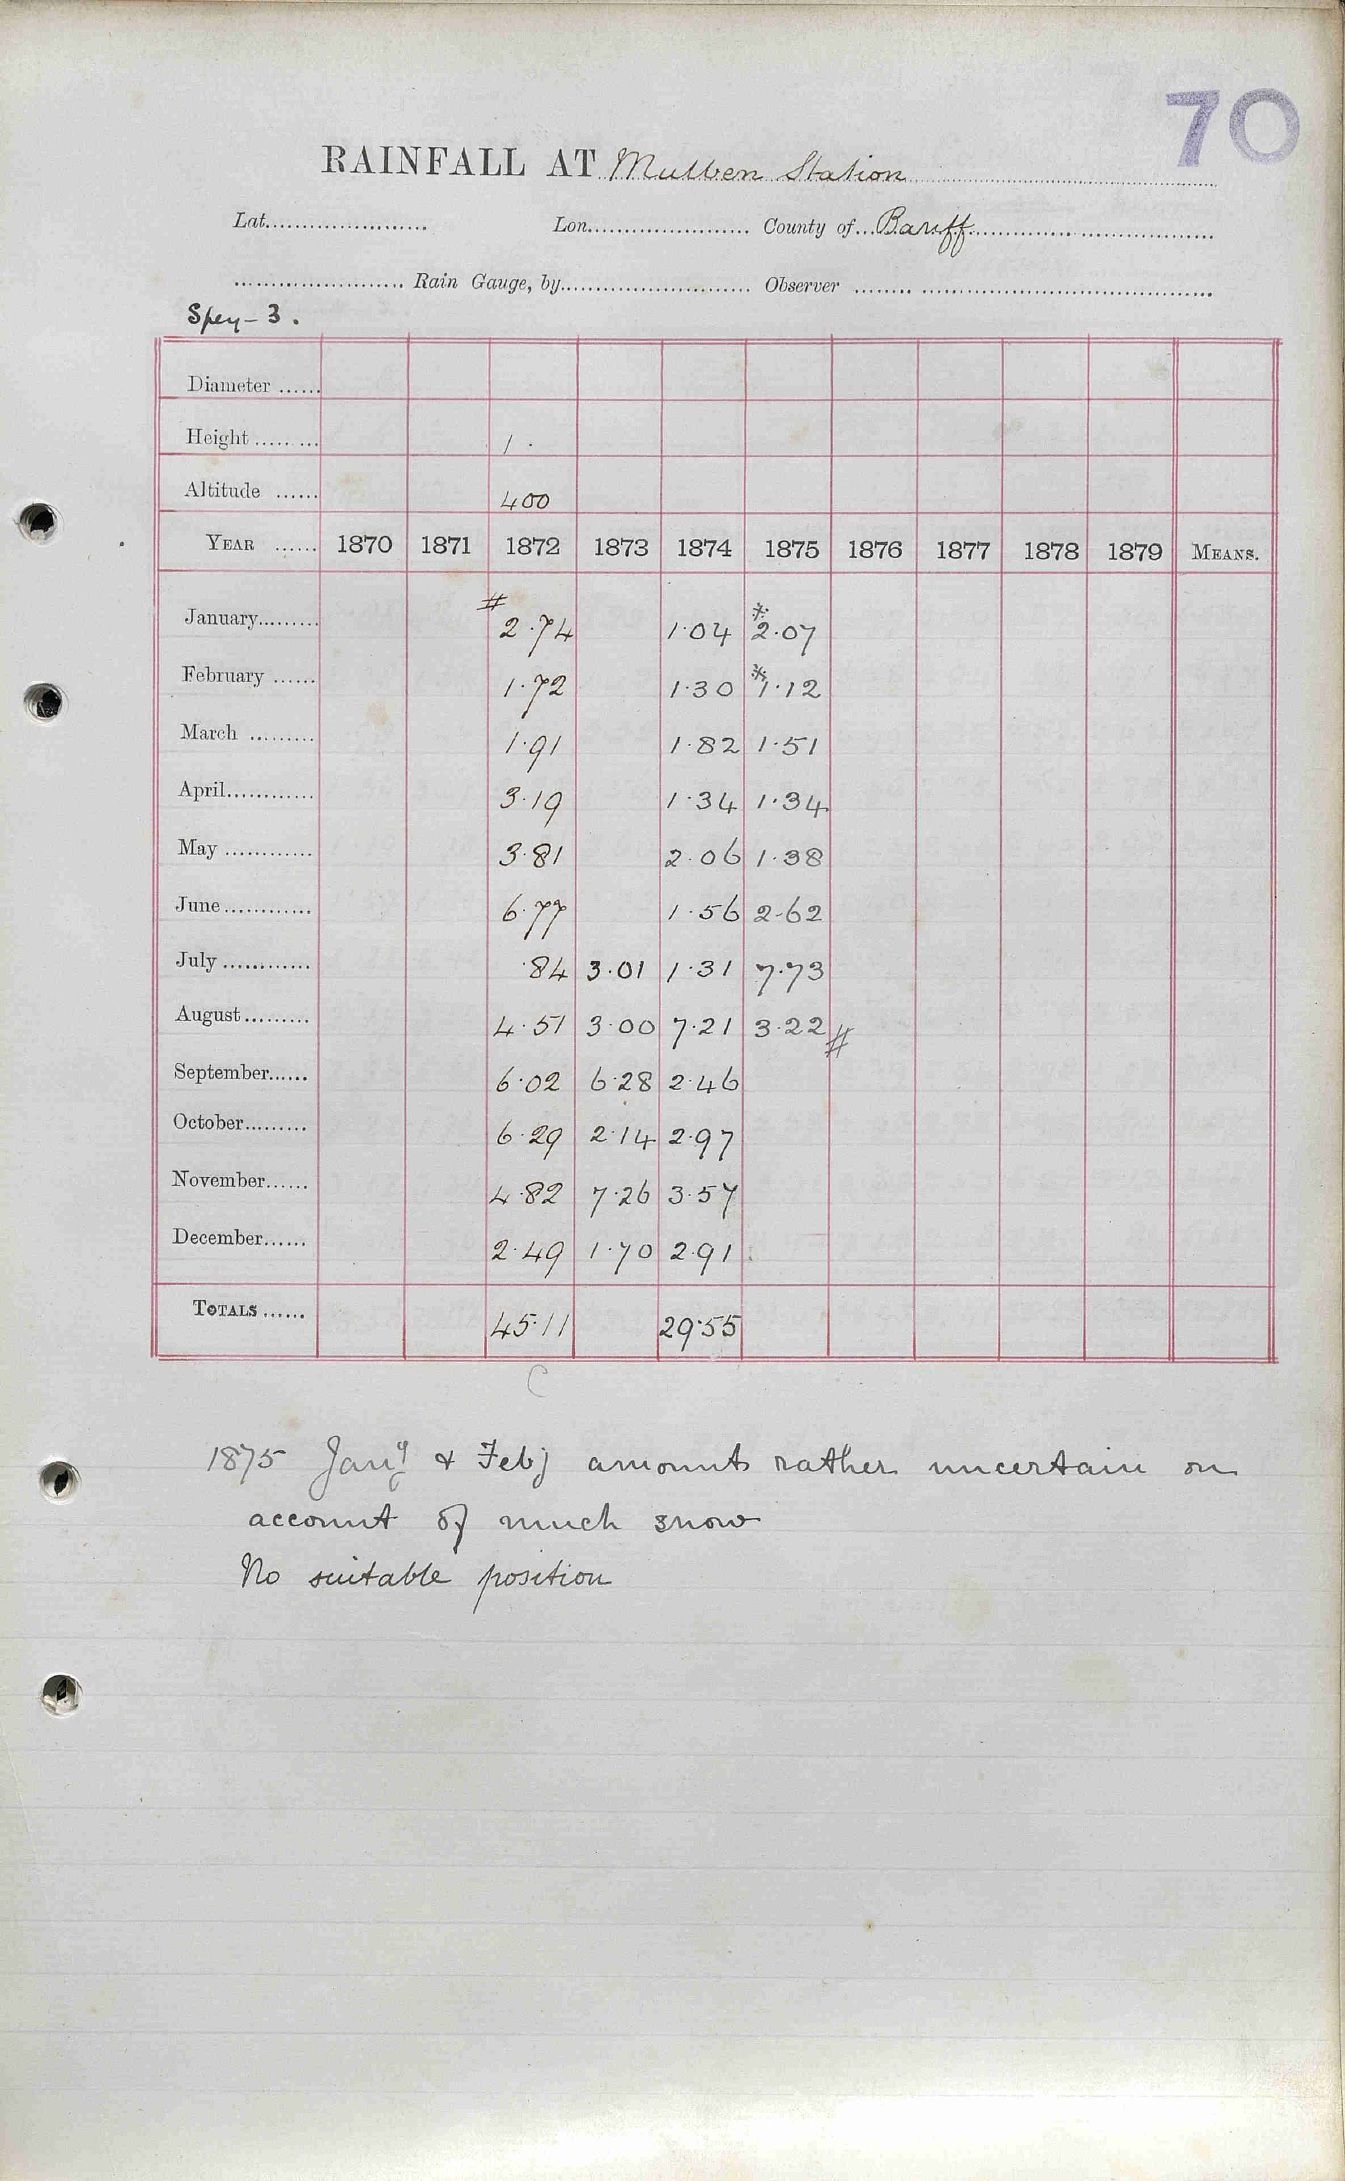 70
RAINFALL AT Mulben Station
Lat........ Lon........ County of...Banff........
........ Rain Gauge, by........ Observer ........
Spey - 3.
Diameter ......
Height ........ 1 ·
Altitude ...... 400
YEAR ...... 1870 1871 1872 1873 1874 1875 1876 1877 1878 1879 MEANS.
January......... # 2·74 1·04 * 2·07
February ...... 1·72 1·30 * 1·12
March ......... 1·91 1·82 1·51
April............ 3·19 1·34 1·34
May ............ 3·81 2·06 1·38
June............ 6·77 1·56 2·62
July ............ ·84 3·01 1·31 7·73
August......... 4·51 3·00 7·21 3·22 #
September...... 6·02 6·28 2·46
October......... 6·29 2·14 2·97
November...... 4·82 7·26 3·57
December...... 2·49 1·70 2·91
TOTALS ...... 45·11 29·55
C
1875 Jany & Feby amounts rather uncertain on
account of much snow
No suitable position